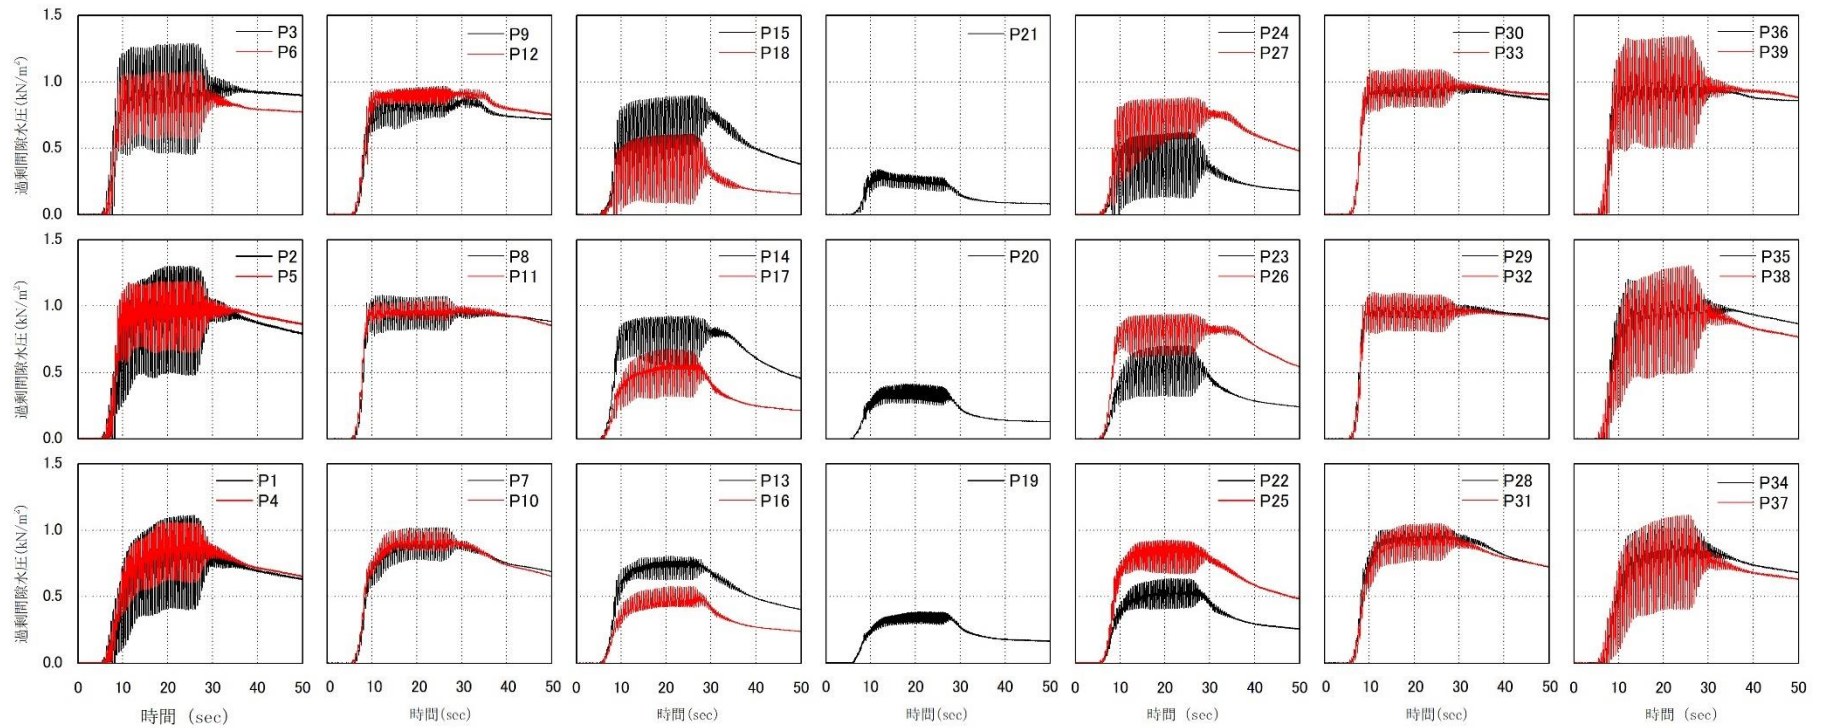 過剰間隙水圧(kN/m²)
1.5
1.0
0.5
0.0
P3
P6
P9
P12
P15
P18
P21
P24
P27
P30
P33
P36
P39
過剰間隙水圧(kN/m²)
1.5
1.0
0.5
0.0
P2
P5
P8
P11
P14
P17
P20
P23
P26
P29
P32
P35
P38
過剰間隙水圧(kN/m²)
1.5
1.0
0.5
0.0
P1
P4
P7
P10
P13
P16
P19
P22
P25
P28
P31
P34
P37
0 10 20 30 40 50
0 10 20 30 40 50
0 10 20 30 40 50
0 10 20 30 40 50
0 10 20 30 40 50
0 10 20 30 40 50
0 10 20 30 40 50
時間 (sec)
時間(sec)
時間(sec)
時間(sec)
時間 (sec)
時間(sec)
時間 (sec)